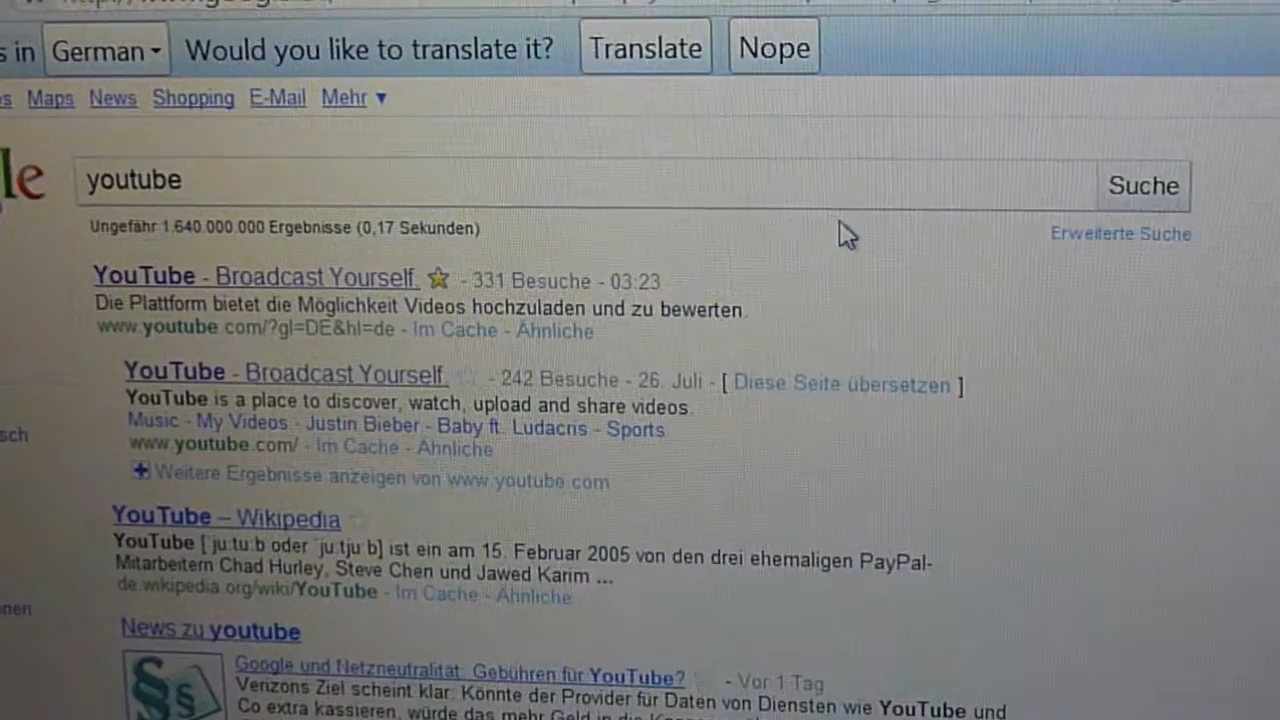 s in German Would you like to translate it? Translate Nope
Maps News Shopping E-Mail Mehr ▼
le youtube Suche
Ungefähr 1.640.000.000 Ergebnisse (0,17 Sekunden)
Erweiterte Suche
YouTube - Broadcast Yourself. - 331 Besuche - 03:23
Die Plattform bietet die Möglichkeit Videos hochzuladen und zu bewerten.
www.youtube.com/?gl=DE&hl=de - Im Cache - Ähnliche
YouTube - Broadcast Yourself. - 242 Besuche - 26. Juli - [ Diese Seite übersetzen ]
YouTube is a place to discover, watch, upload and share videos.
Music - My Videos - Justin Bieber - Baby ft. Ludacris - Sports
www.youtube.com/ - Im Cache - Ähnliche
Weitere Ergebnisse anzeigen von www.youtube.com
YouTube – Wikipedia
YouTube [ˈju:tu:b oder ˈju:tju:b] ist ein am 15. Februar 2005 von den drei ehemaligen PayPal-
Mitarbeitern Chad Hurley, Steve Chen und Jawed Karim ...
de.wikipedia.org/wiki/YouTube - Im Cache - Ähnliche
News zu youtube
Google und Netzneutralität: Gebühren für YouTube? - Vor 1 Tag
Verizons Ziel scheint klar: Könnte der Provider für Daten von Diensten wie YouTube und
Co extra kassieren, würde das mehr Geld in die